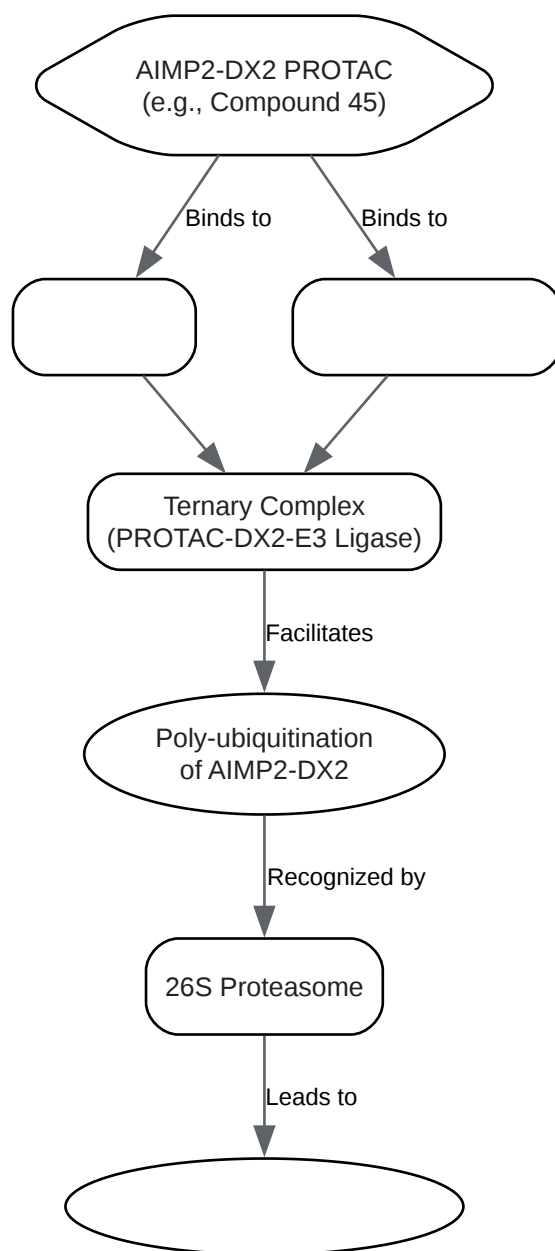 AIMP2-DX2 PROTAC
(e.g., Compound 45)
Binds to
Binds to
Ternary Complex
(PROTAC-DX2-E3 Ligase)
Facilitates
Poly-ubiquitination
of AIMP2-DX2
Recognized by
26S Proteasome
Leads to